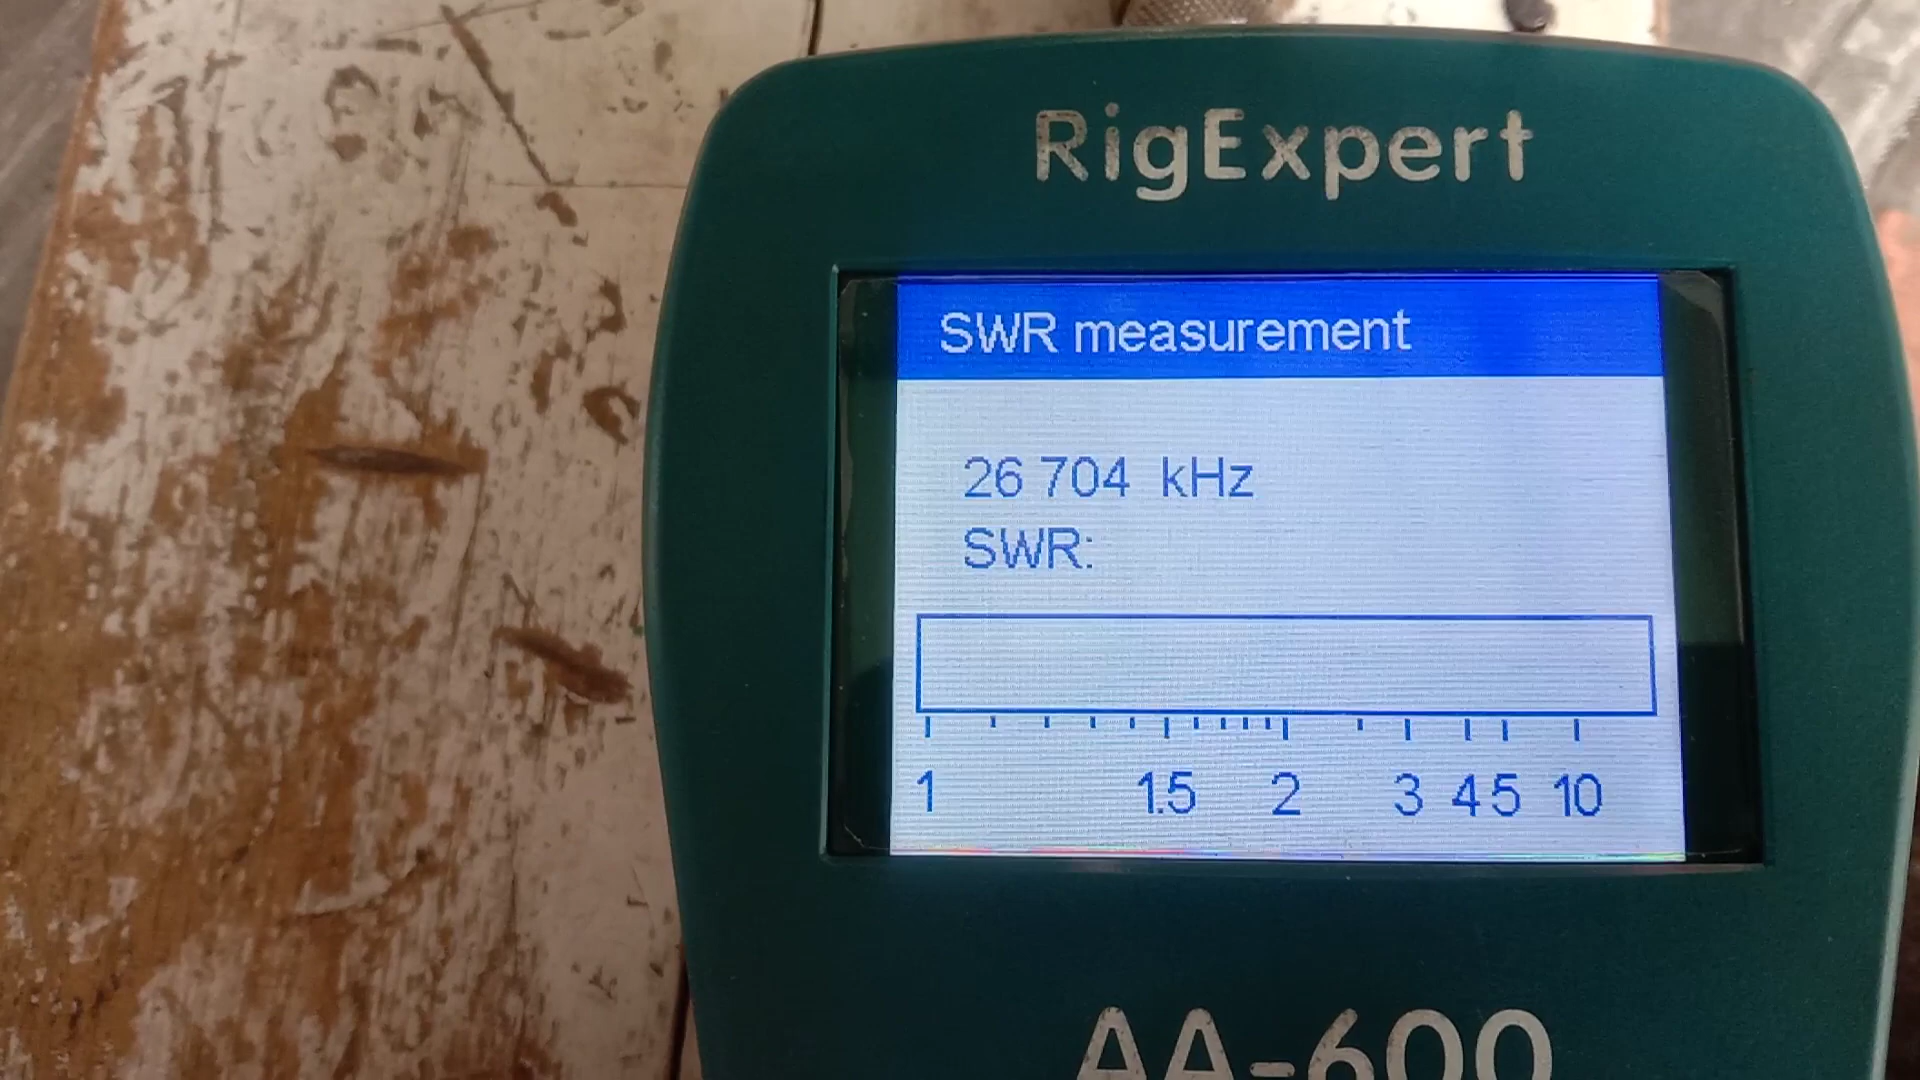 RigExpert
SWR measurement
26 704 kHz
SWR:
1 1.5 2 3 4 5 10
AA-600